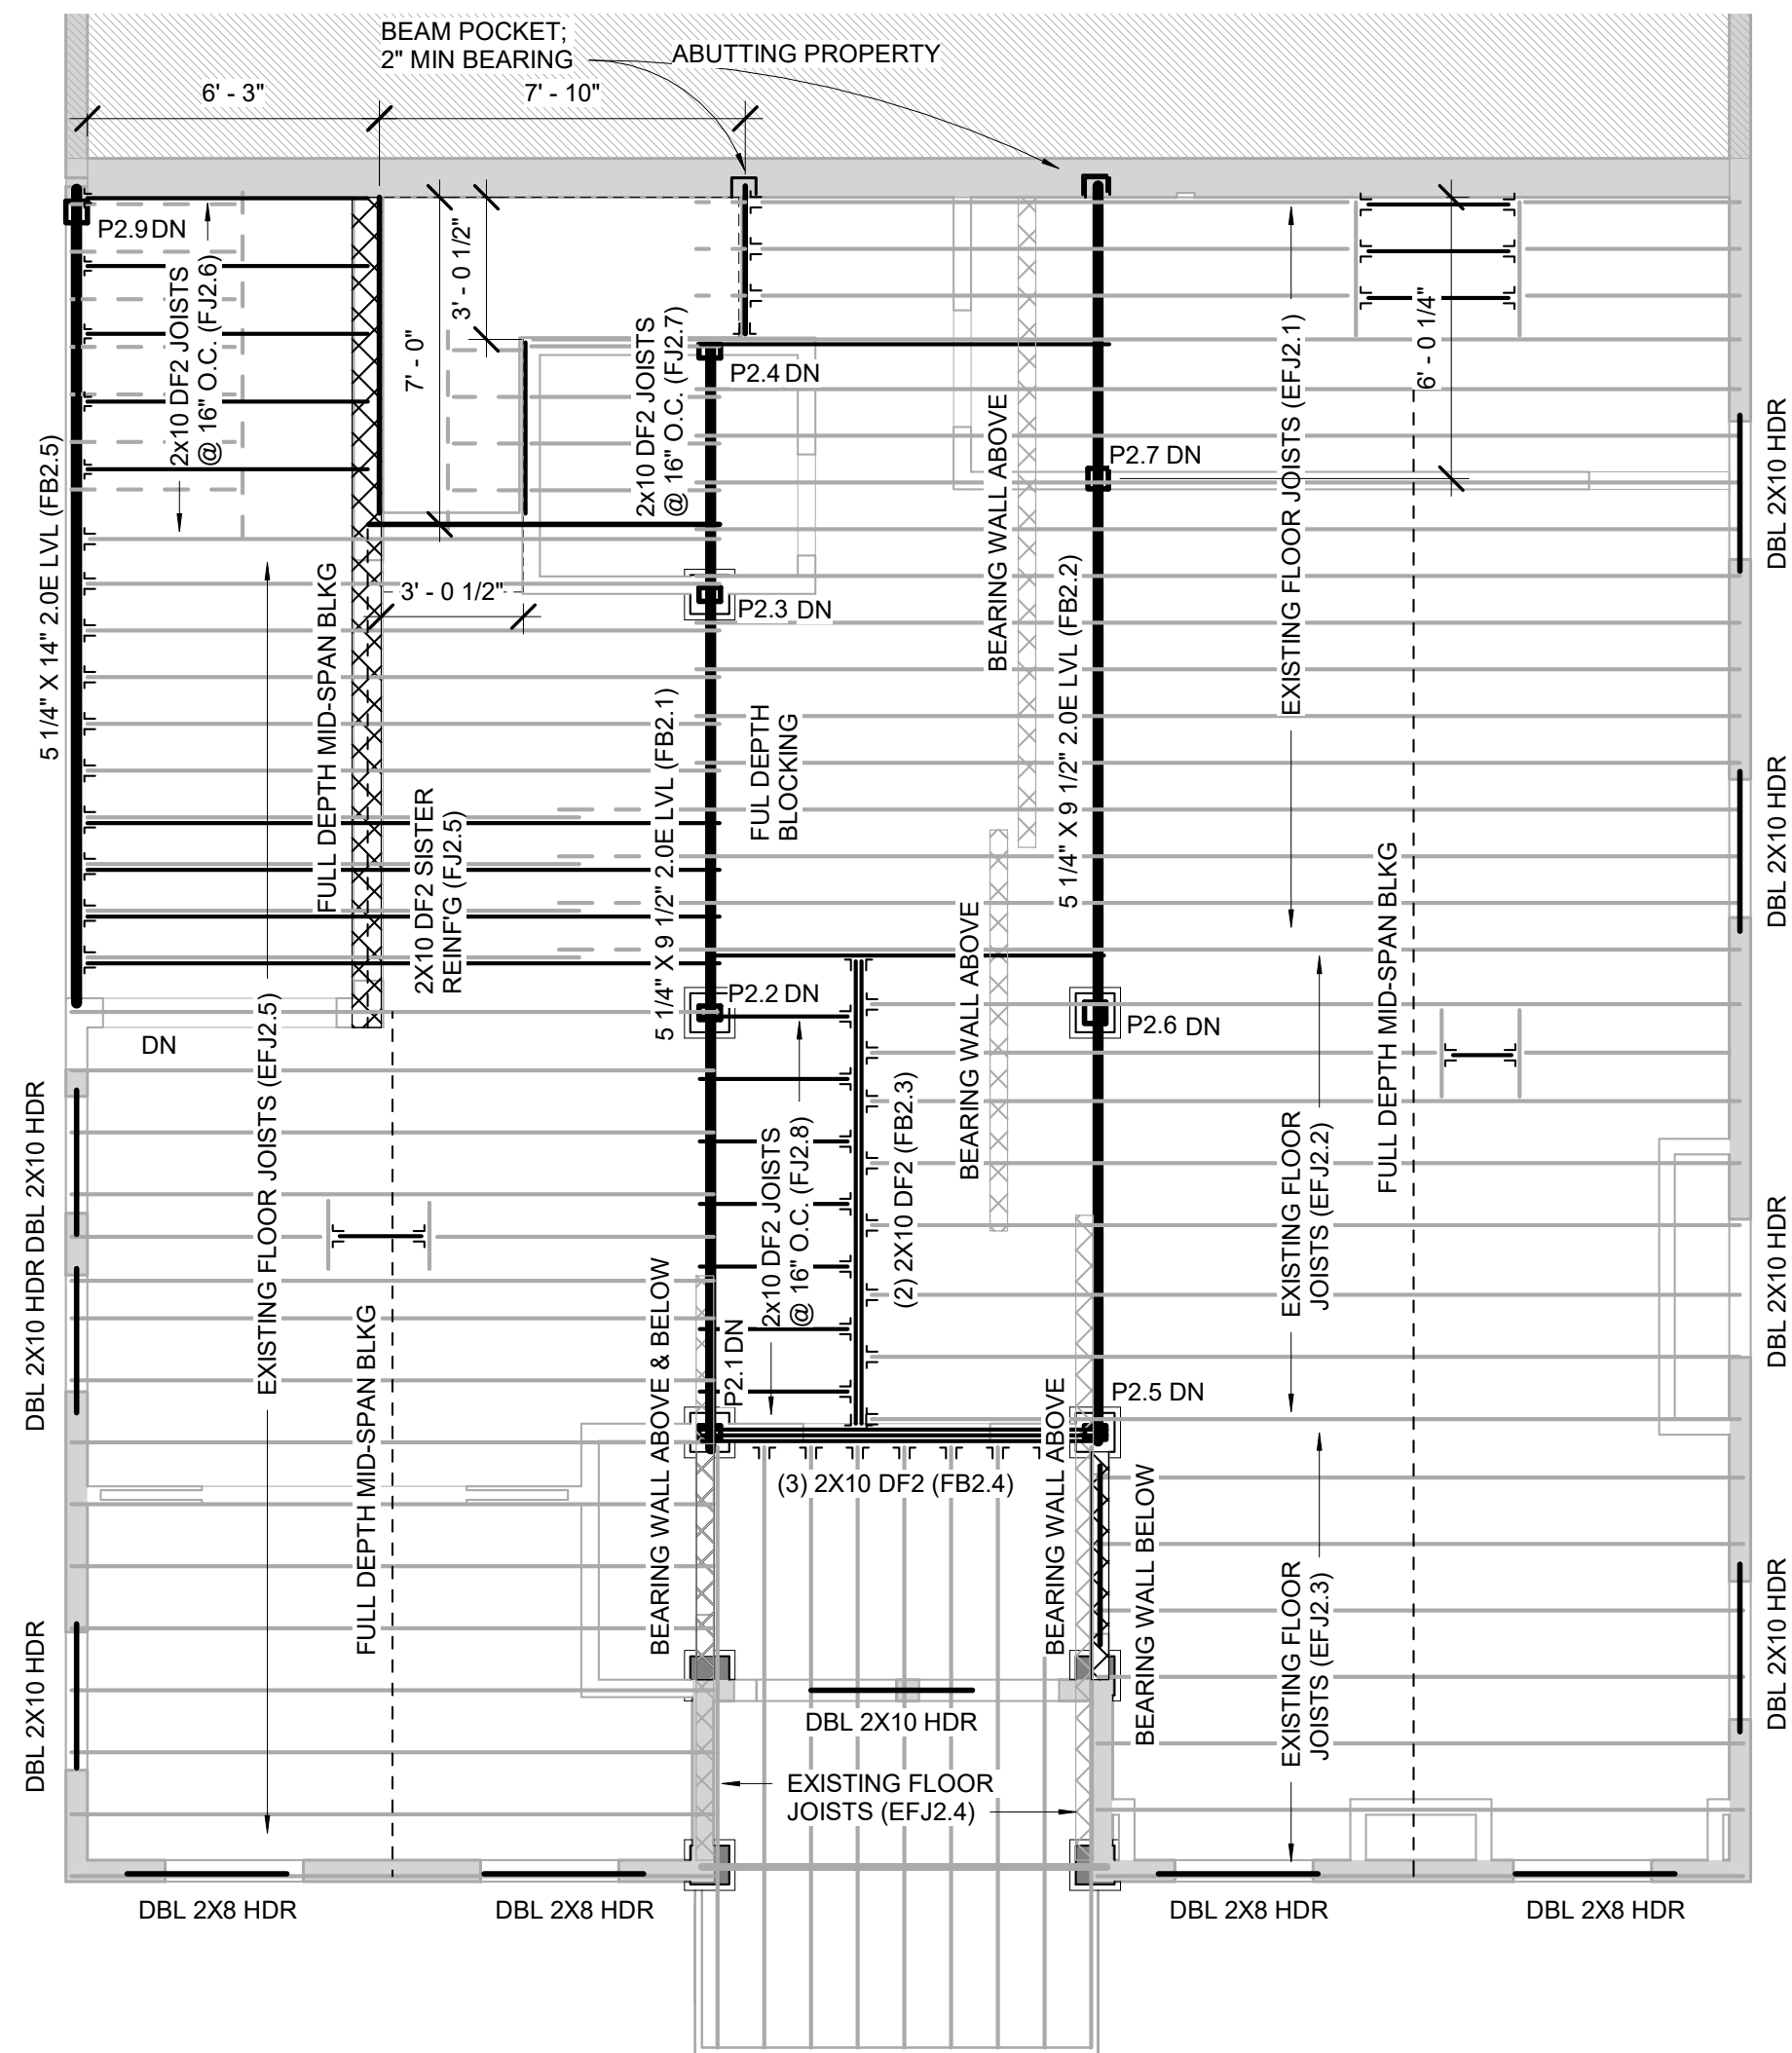 BEAM POCKET;
2" MIN BEARING
ABUTTING PROPERTY
6' - 3"
7' - 10"
P2.9 DN
2x10 DF2 JOISTS
@ 16" O.C. (FJ2.6)
3' - 0 1/2"
7' - 0"
2x10 DF2 JOISTS
@ 16" O.C. (FJ2.7)
P2.4 DN
BEARING WALL ABOVE
P2.7 DN
EXISTING FLOOR JOISTS (EFJ2.1)
6' - 0 1/4"
DBL 2X10 HDR
5 1/4" X 14" 2.0E LVL (FB2.5)
FULL DEPTH MID-SPAN BLKG
3' - 0 1/2"
P2.3 DN
5 1/4" X 9 1/2" 2.0E LVL (FB2.1)
FUL DEPTH
BLOCKING
5 1/4" X 9 1/2" 2.0E LVL (FB2.2)
DBL 2X10 HDR
2X10 DF2 SISTER
REINF'G (FJ2.5)
BEARING WALL ABOVE
FULL DEPTH MID-SPAN BLKG
P2.2 DN
P2.6 DN
DN
EXISTING FLOOR JOISTS (EFJ2.5)
DBL 2X10 HDR
DBL 2X10 HDR
2x10 DF2 JOISTS
@ 16" O.C. (FJ2.8)
(2) 2X10 DF2 (FB2.3)
EXISTING FLOOR
JOISTS (EFJ2.2)
DBL 2X10 HDR
FULL DEPTH MID-SPAN BLKG
BEARING WALL ABOVE & BELOW
P2.1 DN
P2.5 DN
(3) 2X10 DF2 (FB2.4)
BEARING WALL ABOVE
BEARING WALL BELOW
EXISTING FLOOR
JOISTS (EFJ2.3)
DBL 2X10 HDR
DBL 2X10 HDR
DBL 2X10 HDR
EXISTING FLOOR
JOISTS (EFJ2.4)
DBL 2X8 HDR
DBL 2X8 HDR
DBL 2X8 HDR
DBL 2X8 HDR